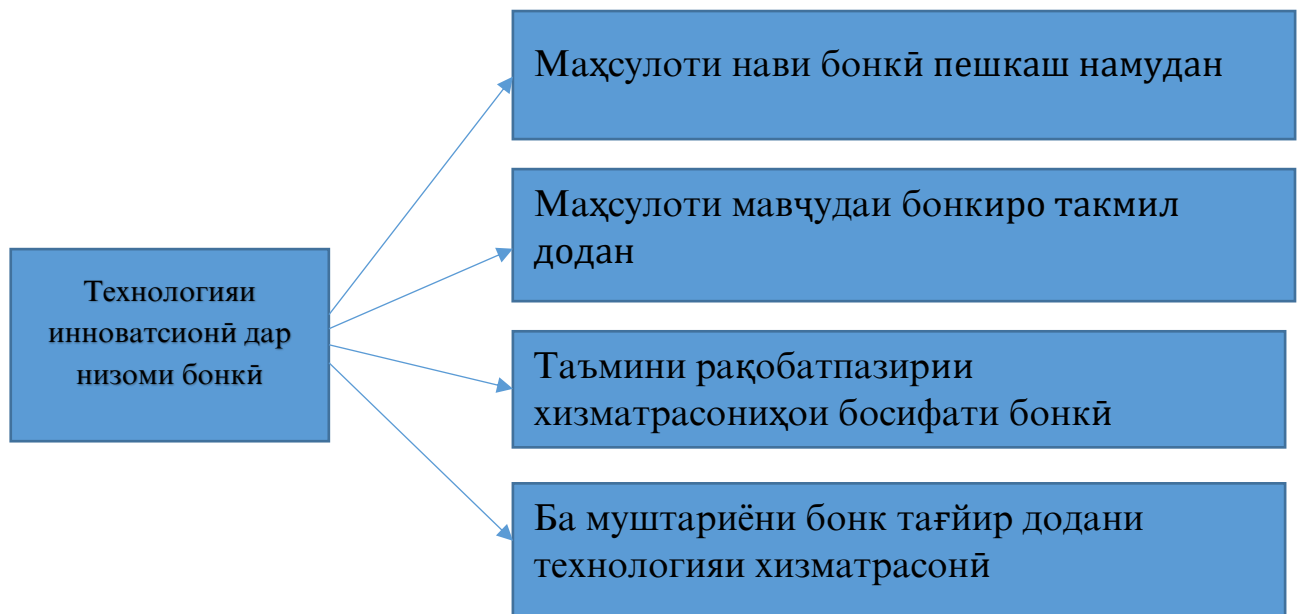 Технологияи
инноватсионӣ дар
низоми бонкӣ
Маҳсулоти нави бонкӣ пешкаш намудан
Маҳсулоти мавҷудаи бонкиро такмил
додан
Таъмини рақобатпазирии
хизматрасониҳои босифати бонкӣ
Ба муштариёни бонк тағйир додани
технологияи хизматрасонӣ